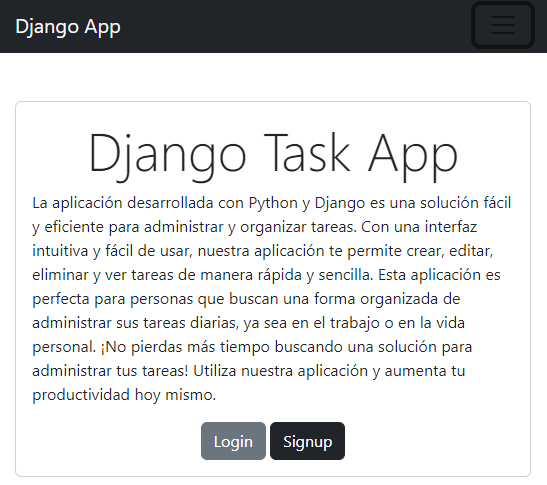 Django App
Django Task App
La aplicación desarrollada con Python y Django es una solución fácil
y eficiente para administrar y organizar tareas. Con una interfaz
intuitiva y fácil de usar, nuestra aplicación te permite crear, editar,
eliminar y ver tareas de manera rápida y sencilla. Esta aplicación es
perfecta para personas que buscan una forma organizada de
administrar sus tareas diarias, ya sea en el trabajo o en la vida
personal. ¡No pierdas más tiempo buscando una solución para
administrar tus tareas! Utiliza nuestra aplicación y aumenta tu
productividad hoy mismo.
Login Signup